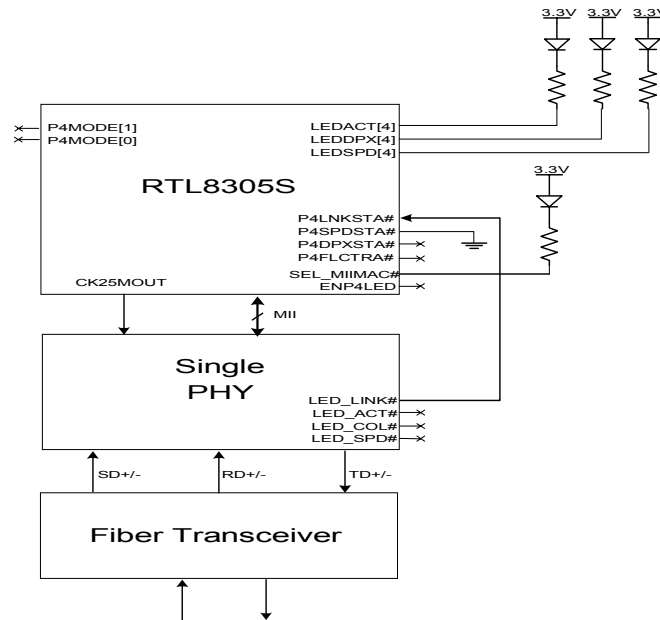 3.3V 3.3V 3.3V
P4MODE[1]
P4MODE[0]
LEDACT[4]
LEDDPX[4]
LEDSPD[4]
RTL8305S
3.3V
P4LNKSTA#
P4SPDSTA#
P4DPXSTA#
P4FLCTRA#
SEL_MIIMAC#
ENP4LED
CK25MOUT
MII
Single
PHY
LED_LINK#
LED_ACT#
LED_COL#
LED_SPD#
SD+/- RD+/- TD+/-
Fiber Transceiver